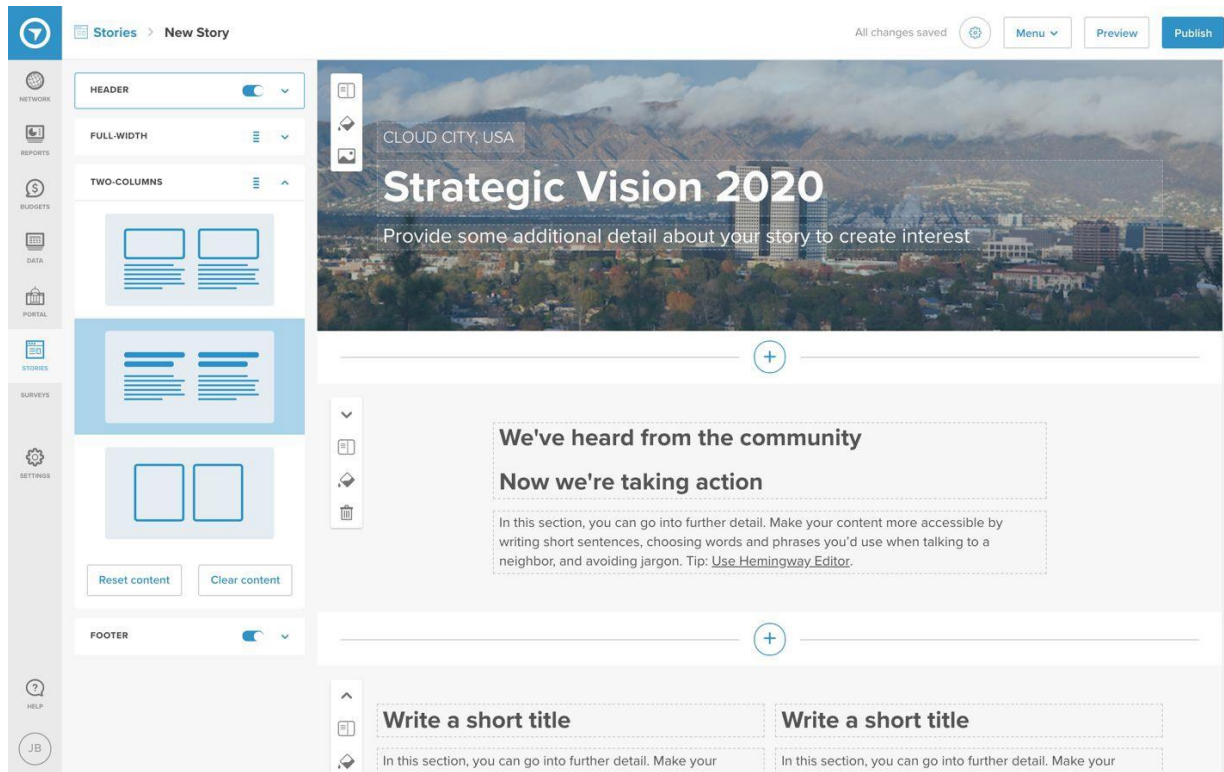 Stories > New Story
All changes saved
Menu
Preview
Publish
NETWORK
REPORTS
BUDGETS
DATA
PORTAL
STORIES
SURVEYS
SETTINGS
HELP
JB
HEADER
FULL-WIDTH
TWO-COLUMNS
Reset content
Clear content
FOOTER
CLOUD CITY, USA
Strategic Vision 2020
Provide some additional detail about your story to create interest
We've heard from the community
Now we're taking action
In this section, you can go into further detail. Make your content more accessible by
writing short sentences, choosing words and phrases you'd use when talking to a
neighbor, and avoiding jargon. Tip: Use Hemingway Editor.
Write a short title
In this section, you can go into further detail. Make your
Write a short title
In this section, you can go into further detail. Make your